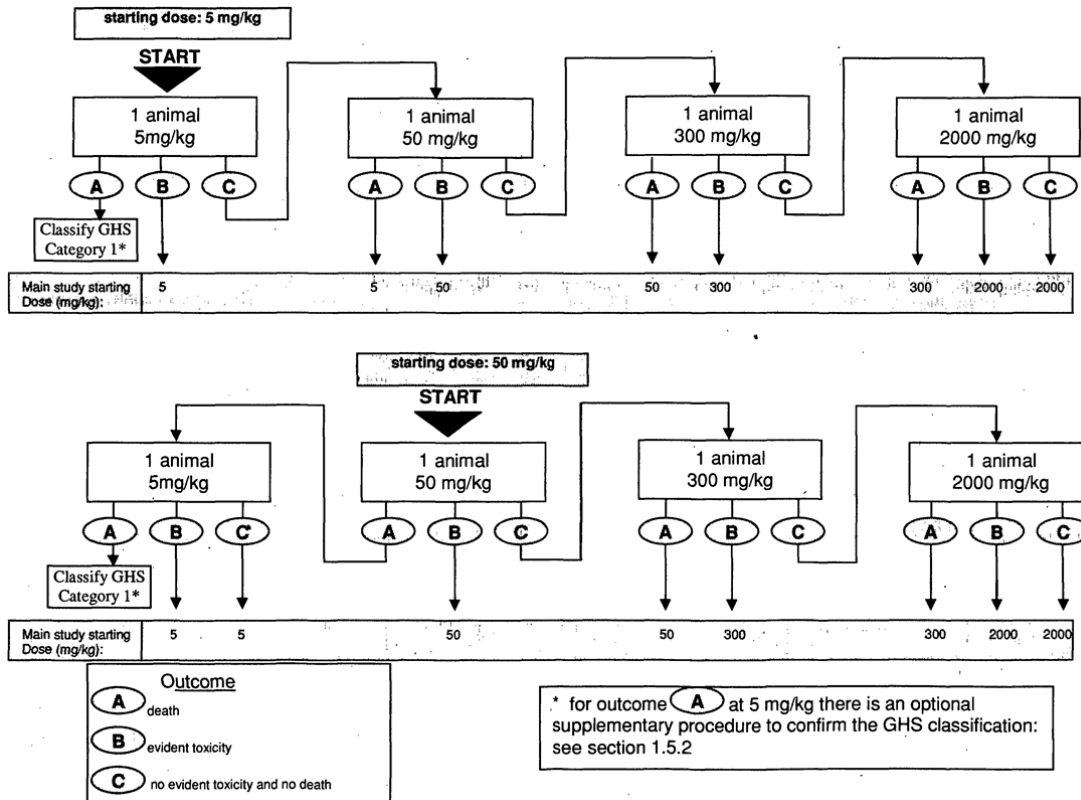 starting dose: 5 mg/kg
START
1 animal
5mg/kg
1 animal
50 mg/kg
1 animal
300 mg/kg
1 animal
2000 mg/kg
A B C A B C A B C A B C
Classify GHS
Category 1*
Main study starting
Dose (mg/kg):
5 5 50 50 300 300 2000 2000
starting dose: 50 mg/kg
START
1 animal
5mg/kg
1 animal
50 mg/kg
1 animal
300 mg/kg
1 animal
2000 mg/kg
A B C A B C A B C A B C
Classify GHS
Category 1*
Main study starting
Dose (mg/kg):
5 5 50 50 300 300 2000 2000
Outcome
A death
B evident toxicity
C no evident toxicity and no death
* for outcome A at 5 mg/kg there is an optional
supplementary procedure to confirm the GHS classification:
see section 1.5.2